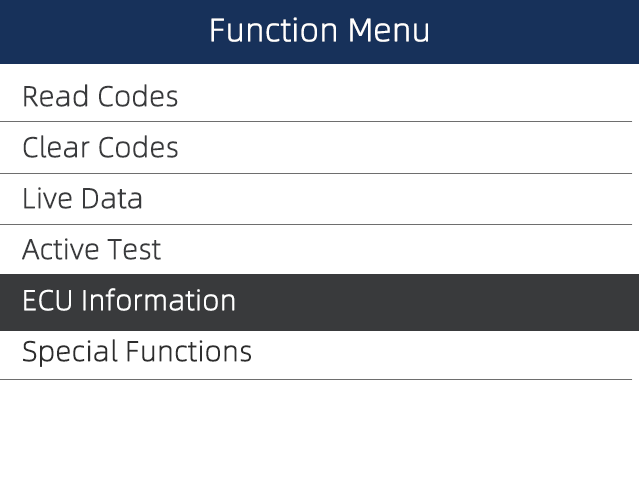 Function Menu
Read Codes
Clear Codes
Live Data
Active Test
ECU Information
Special Functions